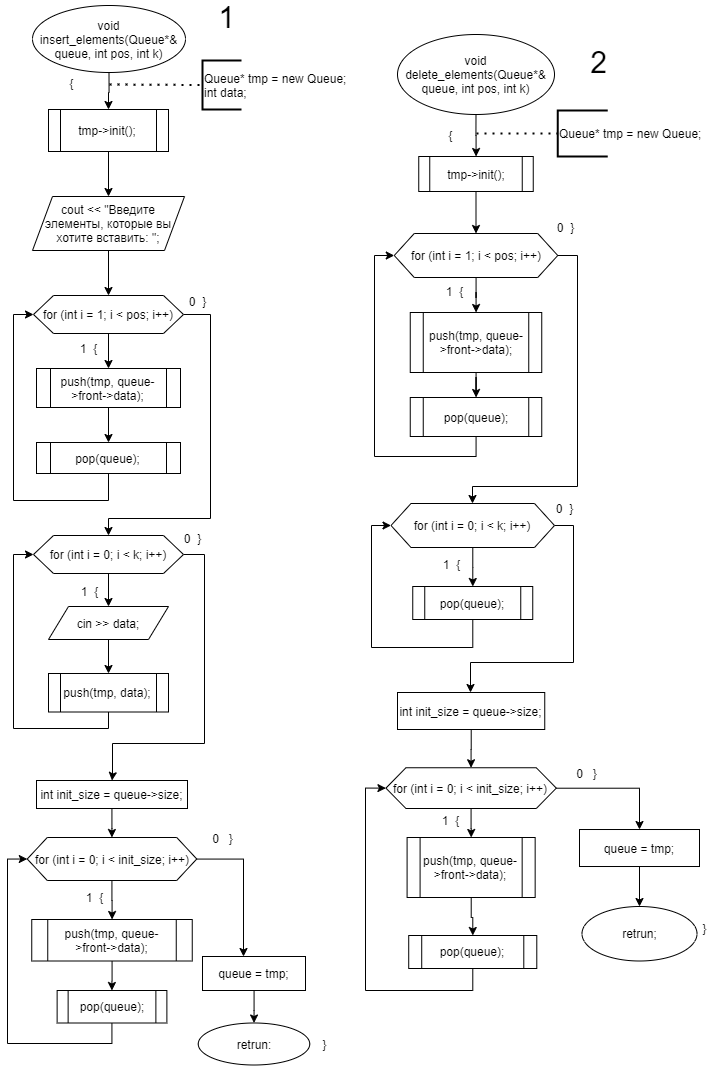 1
void
insert_elements(Queue*&
queue, int pos, int k)
{
Queue* tmp = new Queue;
int data;
tmp->init();
cout << "Введите
элементы, которые вы
хотите вставить: ";
for (int i = 1; i < pos; i++)
0 }
1 {
push(tmp, queue-
>front->data);
pop(queue);
for (int i = 0; i < k; i++)
0 }
1 {
cin >> data;
push(tmp, data);
int init_size = queue->size;
for (int i = 0; i < init_size; i++)
0 }
1 {
push(tmp, queue-
>front->data);
pop(queue);
queue = tmp;
retrun:
}
2
void
delete_elements(Queue*&
queue, int pos, int k)
{
Queue* tmp = new Queue;
tmp->init();
for (int i = 1; i < pos; i++)
0 }
1 {
push(tmp, queue-
>front->data);
pop(queue);
for (int i = 0; i < k; i++)
0 }
1 {
pop(queue);
int init_size = queue->size;
for (int i = 0; i < init_size; i++)
0 }
1 {
push(tmp, queue-
>front->data);
pop(queue);
queue = tmp;
retrun;
}